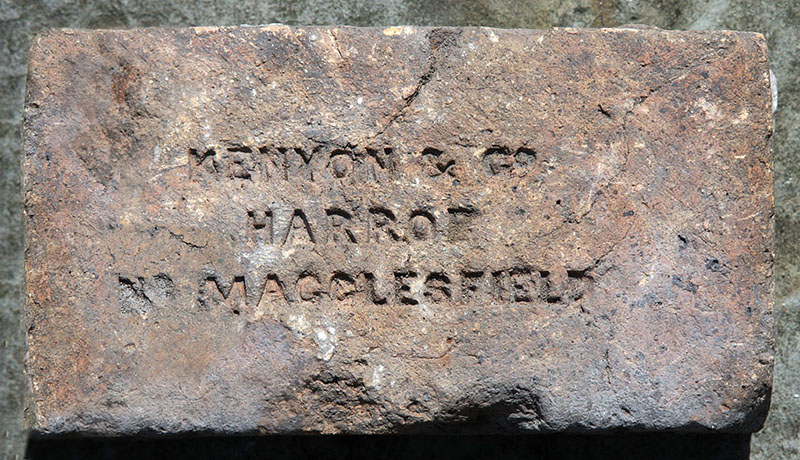 KENYON & Co
HARROP
Nr MACCLESFIELD